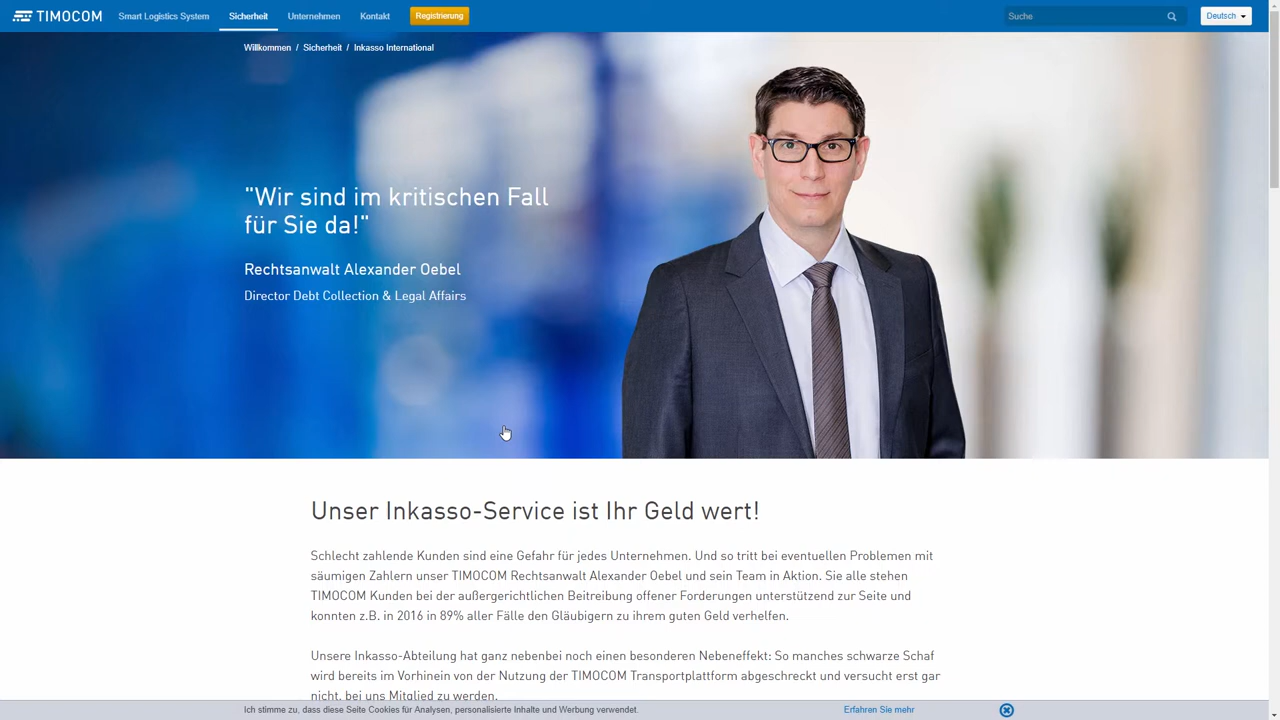 TIMOCOM Smart Logistics System Sicherheit Unternehmen Kontakt Registrierung Suche Deutsch
Willkommen / Sicherheit / Inkasso International
"Wir sind im kritischen Fall
für Sie da!"
Rechtsanwalt Alexander Oebel
Director Debt Collection & Legal Affairs
Unser Inkasso-Service ist Ihr Geld wert!
Schlecht zahlende Kunden sind eine Gefahr für jedes Unternehmen. Und so tritt bei eventuellen Problemen mit
säumigen Zahlern unser TIMOCOM Rechtsanwalt Alexander Oebel und sein Team in Aktion. Sie alle stehen
TIMOCOM Kunden bei der außergerichtlichen Beitreibung offener Forderungen unterstützend zur Seite und
konnten z.B. in 2016 in 89% aller Fälle den Gläubigern zu ihrem guten Geld verhelfen.
Unsere Inkasso-Abteilung hat ganz nebenbei noch einen besonderen Nebeneffekt: So manches schwarze Schaf
wird bereits im Vorhinein von der Nutzung der TIMOCOM Transportplattform abgeschreckt und versucht erst gar
nicht, bei uns Mitglied zu werden.
Ich stimme zu, dass diese Seite Cookies für Analysen, personalisierte Inhalte und Werbung verwendet. Erfahren Sie mehr